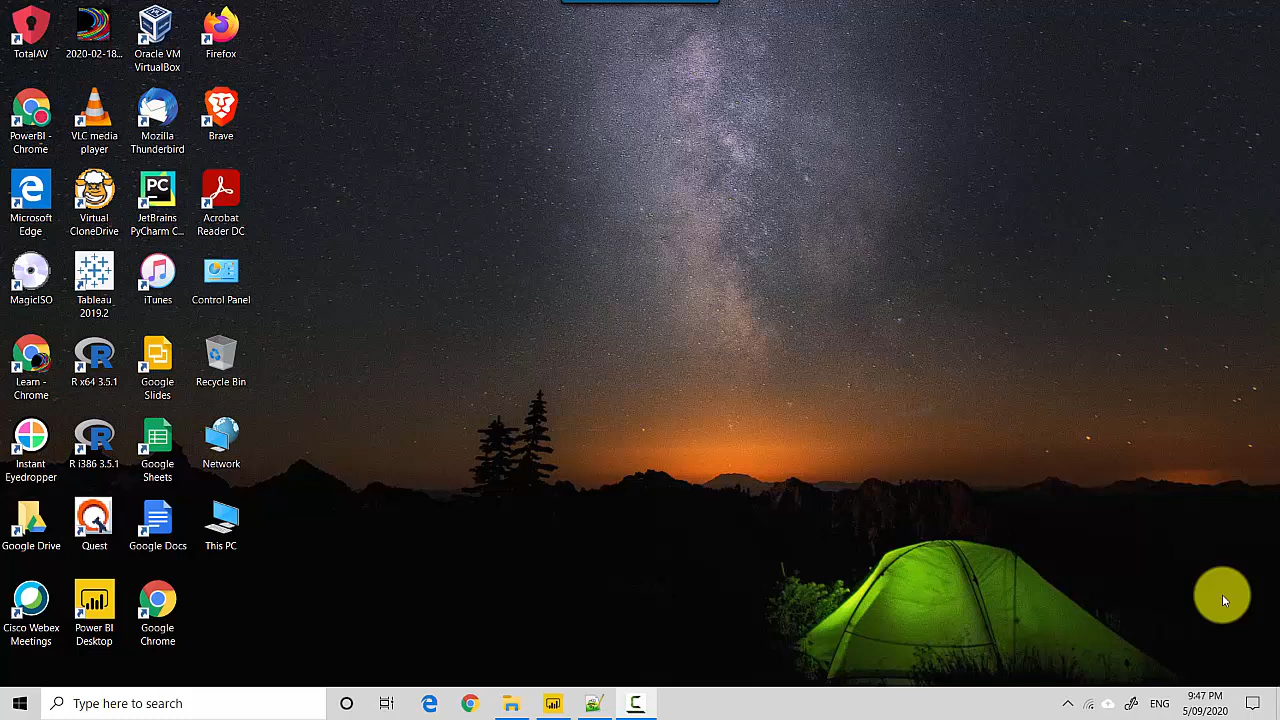 TotalAV
2020-02-18...
Oracle VM
VirtualBox
Firefox
PowerBI -
Chrome
VLC media
player
Mozilla
Thunderbird
Brave
Microsoft
Edge
Virtual
CloneDrive
PC
JetBrains
PyCharm C...
Acrobat
Reader DC
MagicISO
Tableau
2019.2
iTunes
Control Panel
Learn -
Chrome
R x64 3.5.1
Google
Slides
Recycle Bin
Instant
Eyedropper
R i386 3.5.1
Google
Sheets
Network
Google Drive
Quest
Google Docs
This PC
Cisco Webex
Meetings
Power BI
Desktop
Google
Chrome
Type here to search
ENG
9:47 PM
5/09/2020